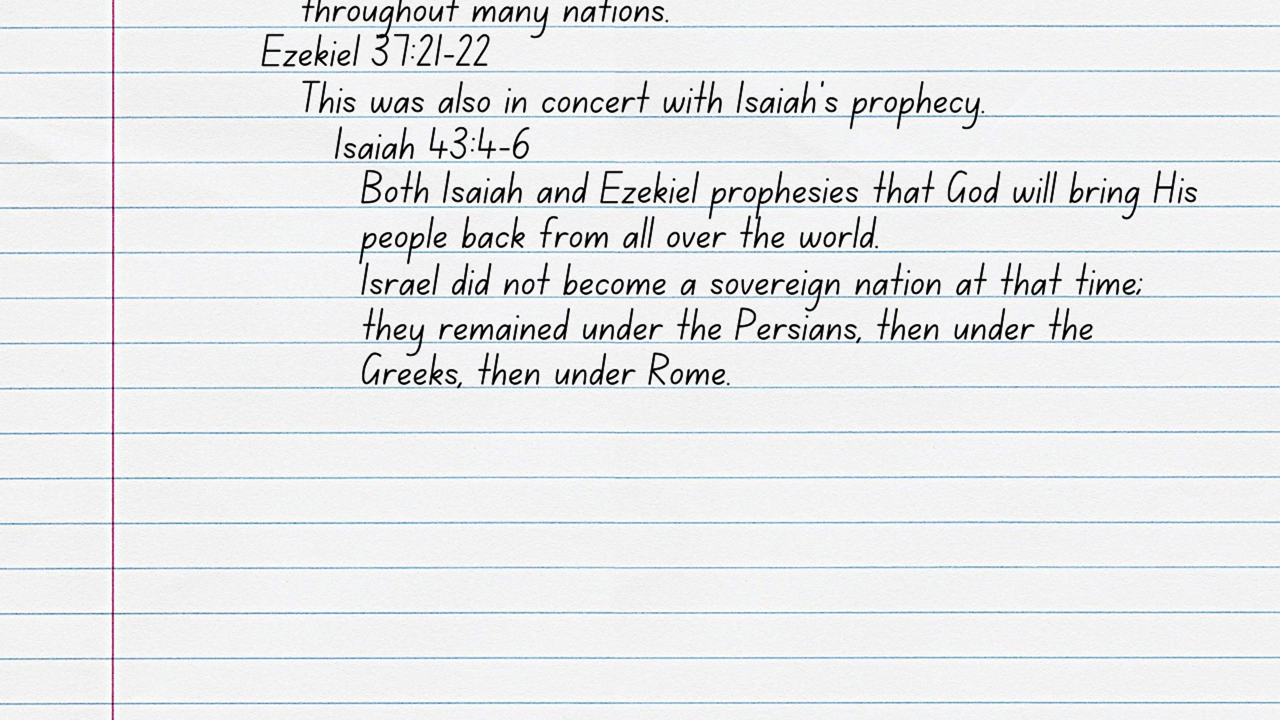 throughout many nations.
Ezekiel 37:21-22
This was also in concert with Isaiah's prophecy.
Isaiah 43:4-6
Both Isaiah and Ezekiel prophesies that God will bring His
people back from all over the world.
Israel did not become a sovereign nation at that time;
they remained under the Persians, then under the
Greeks, then under Rome.